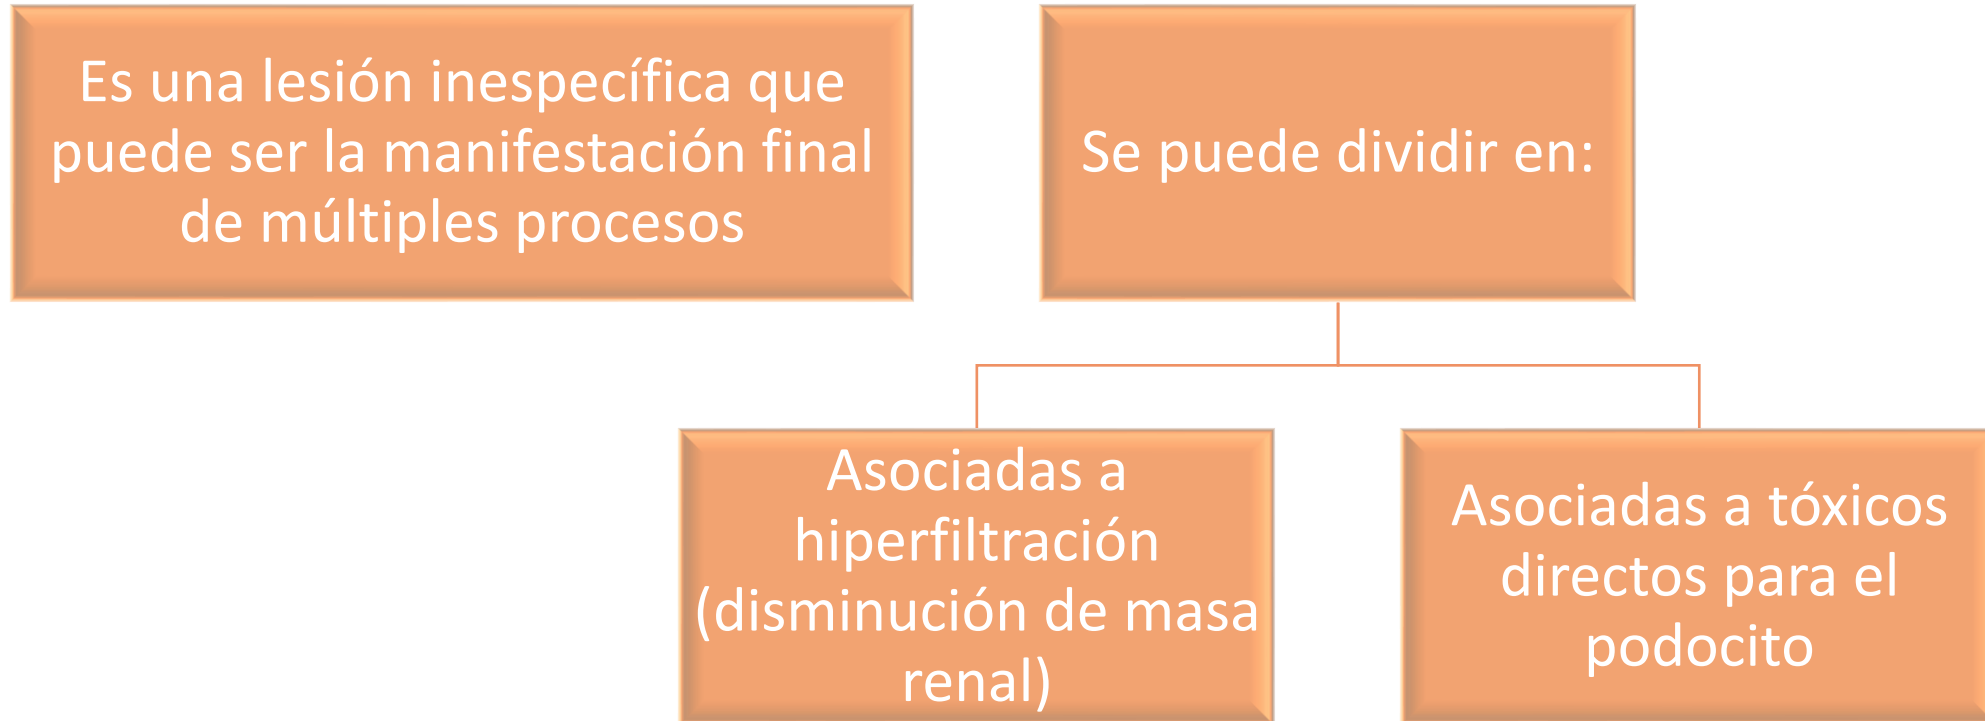 Es una lesión inespecífica que
puede ser la manifestación final
de múltiples procesos
Se puede dividir en:
Asociadas a
hiperfiltración
(disminución de masa
renal)
Asociadas a tóxicos
directos para el
podocito